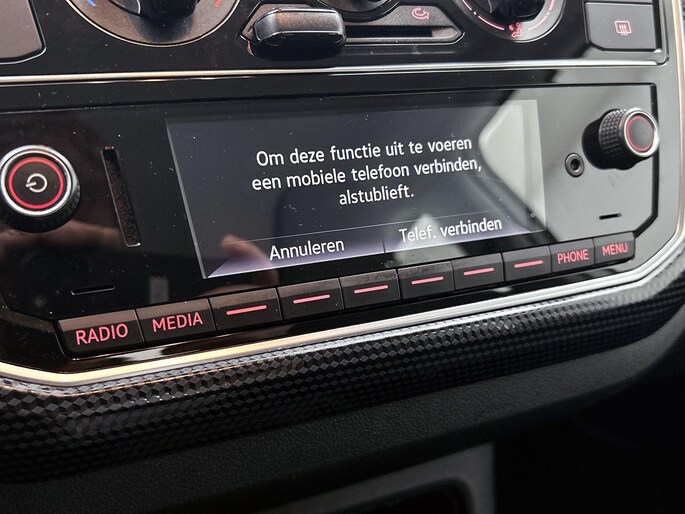 Om deze functie uit te voeren
een mobiele telefoon verbinden,
alstublieft.
Annuleren
Telef. verbinden
RADIO
MEDIA
PHONE
MENU